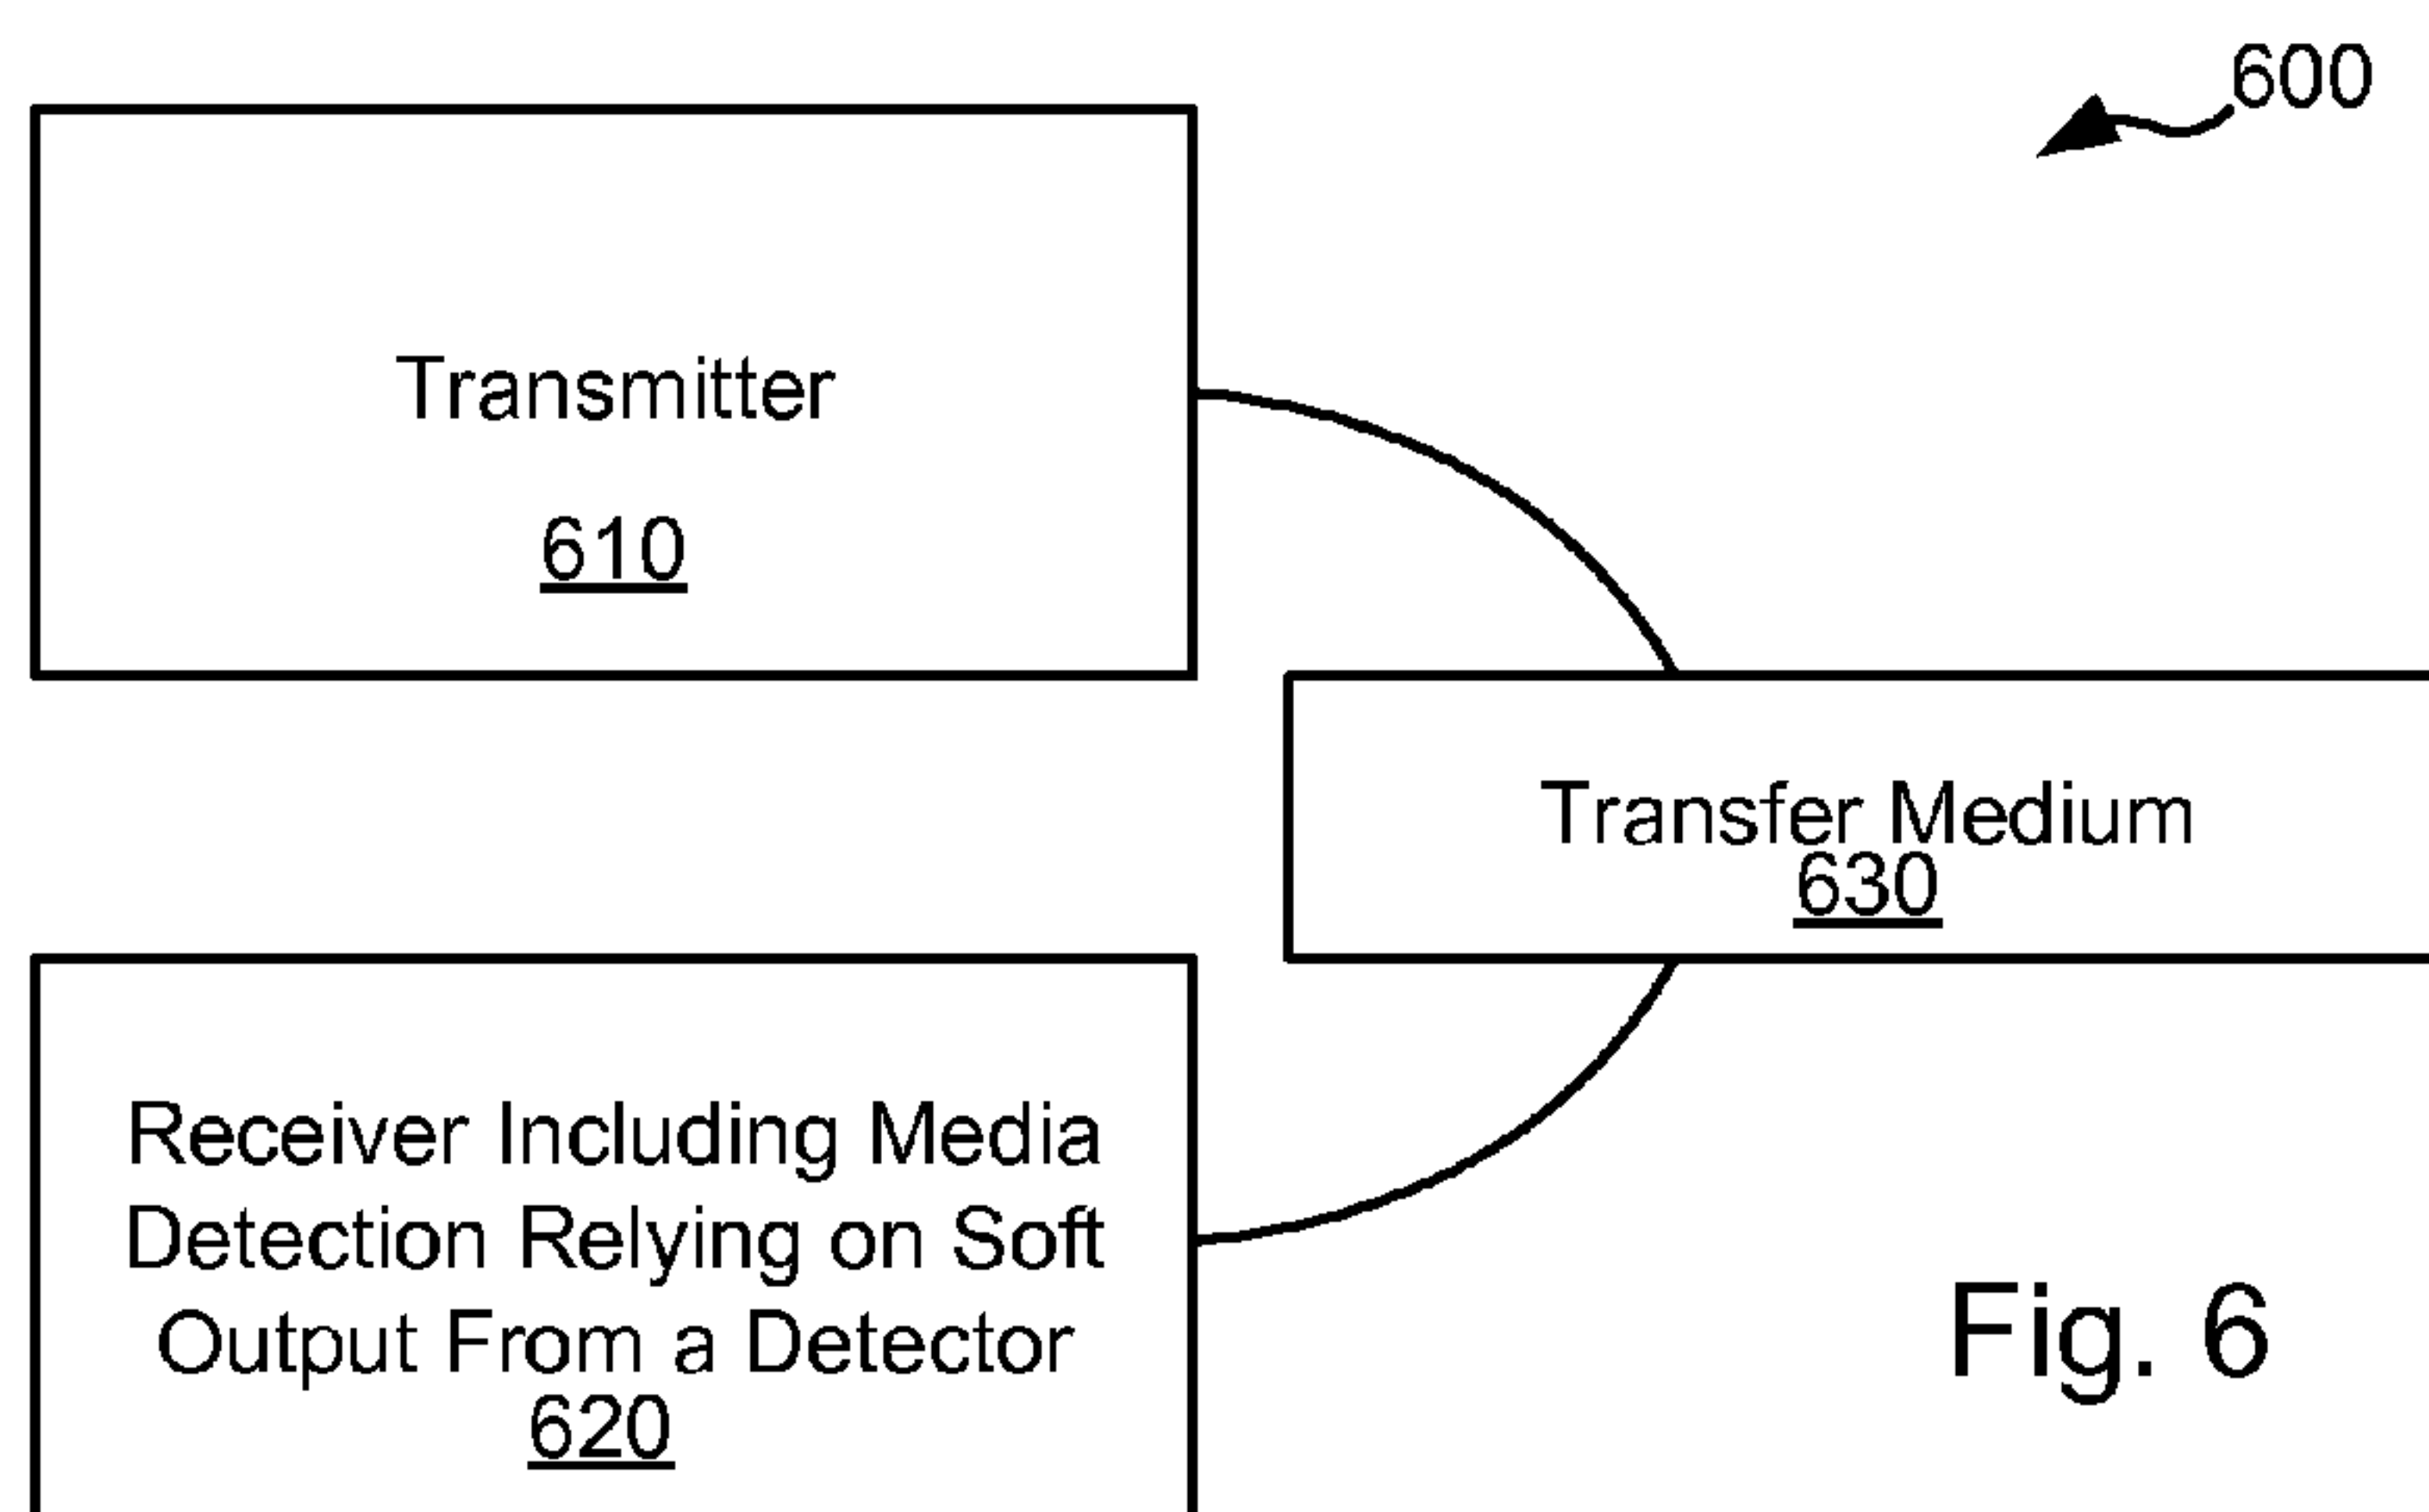 600
Transmitter
610
Transfer Medium
630
Receiver Including Media
Detection Relying on Soft
Output From a Detector
620
Fig. 6